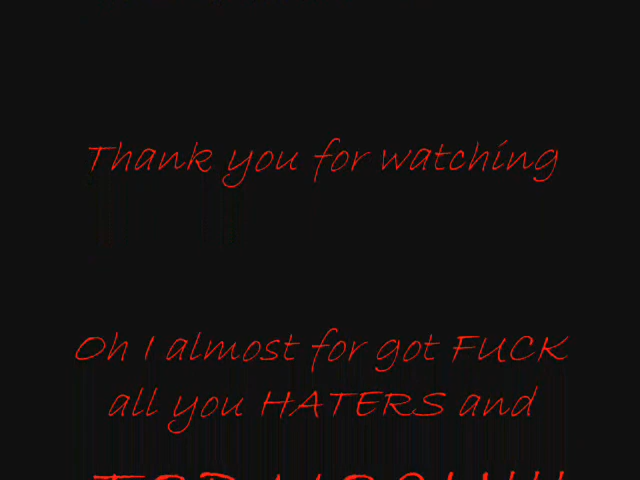 Thank you for watching
Oh I almost for got FUCK
all you HATERS and